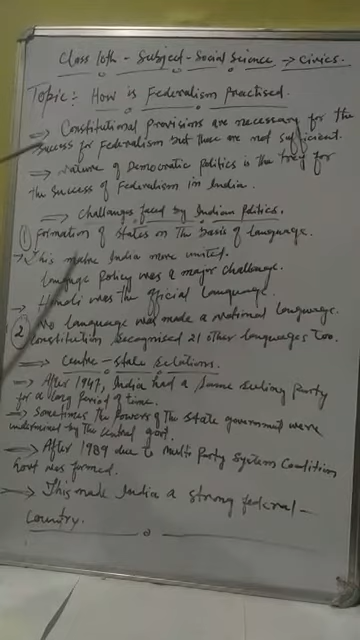 Class 10th - Subject - Social Science → Civics.
Topic: How is Federalism Practised.
⇒ Constitutional Provisions are necessary for the
success for Federalism but these are not sufficient.
→ Nature of Democratic Politics is the key for
the success of Federalism in India.
⇒ Challenges faced by Indian Politics.
① Formation of States on The basis of Language.
→ This make India more united.
Language Policy was a major challenge.
→ Hindi was the official Language.
② No language was made a National Language.
Constitution Recognised 21 other languages Too.
⇒ Centre-State Relations.
→ After 1947, India had a Same ruling Party
for a long Period of time.
⇒ Sometimes the Powers of The State government were
undermined by The Central govt.
⇒ After 1989 due to multi Party System Coalition
Govt was formed.
⇒ This make India a strong federal -
Country.